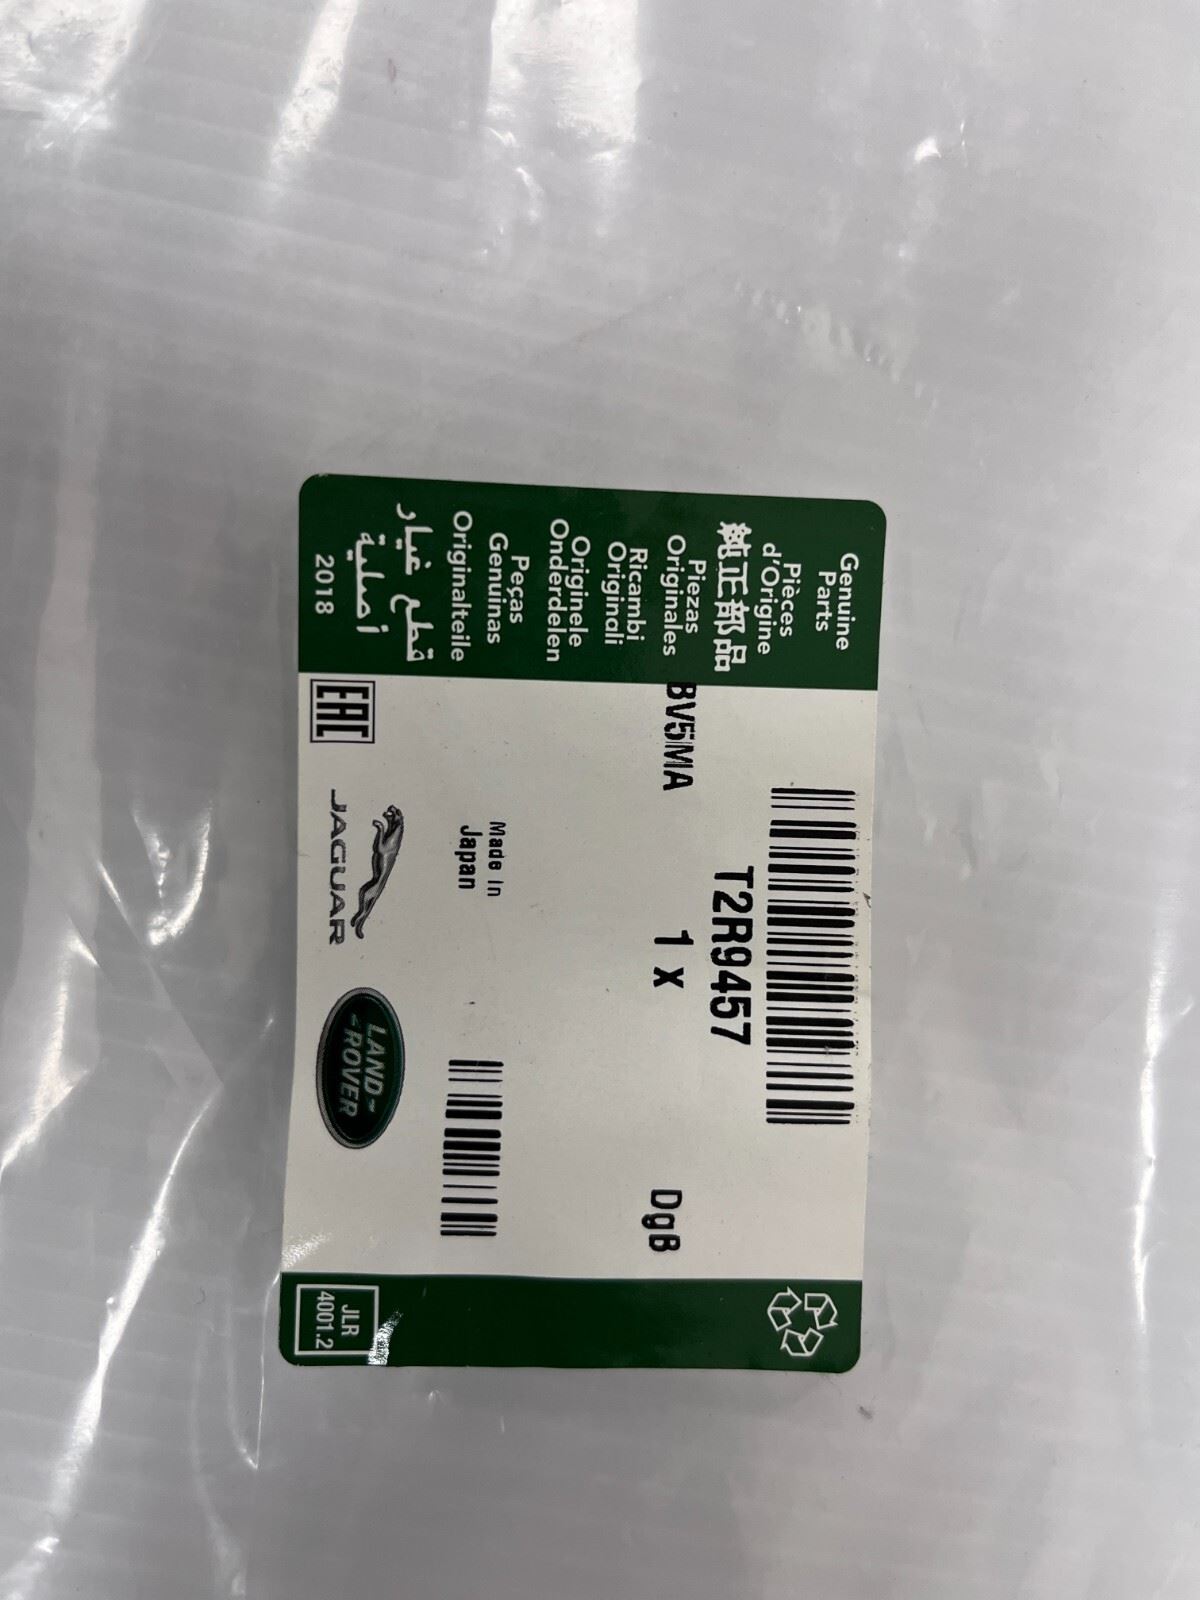 Genuine
Parts
Pièces
d'Origine
純正部品
Piezas
Originales
Ricambi
Originali
Originele
Onderdelen
Peças
Genuinas
Originalteile
قطع غيار
أصلية
2018
T2R9457
BV5MA
1 X
DgB
Made In
Japan
EAC
JAGUAR
LAND-
-ROVER
JLR
4001.2